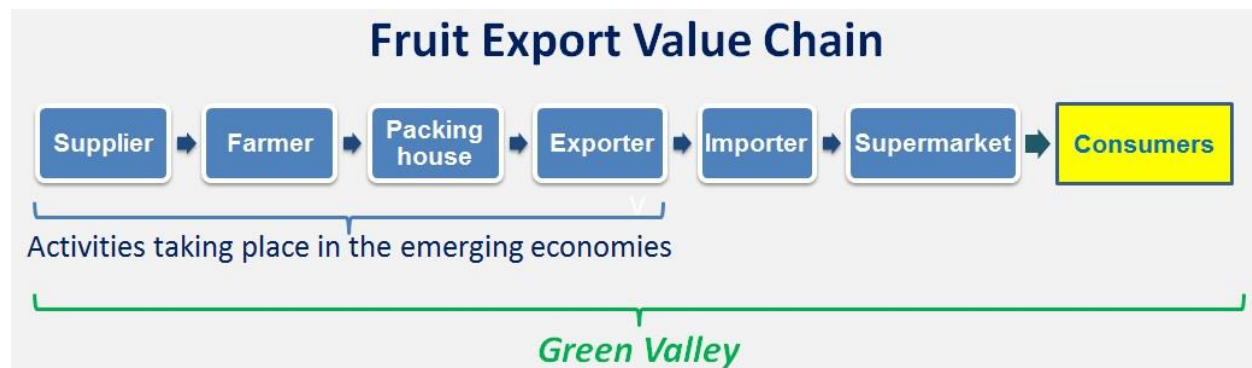 Fruit Export Value Chain
Supplier
Farmer
Packing
house
Exporter
Importer
Supermarket
Consumers
V
Activities taking place in the emerging economies
Green Valley